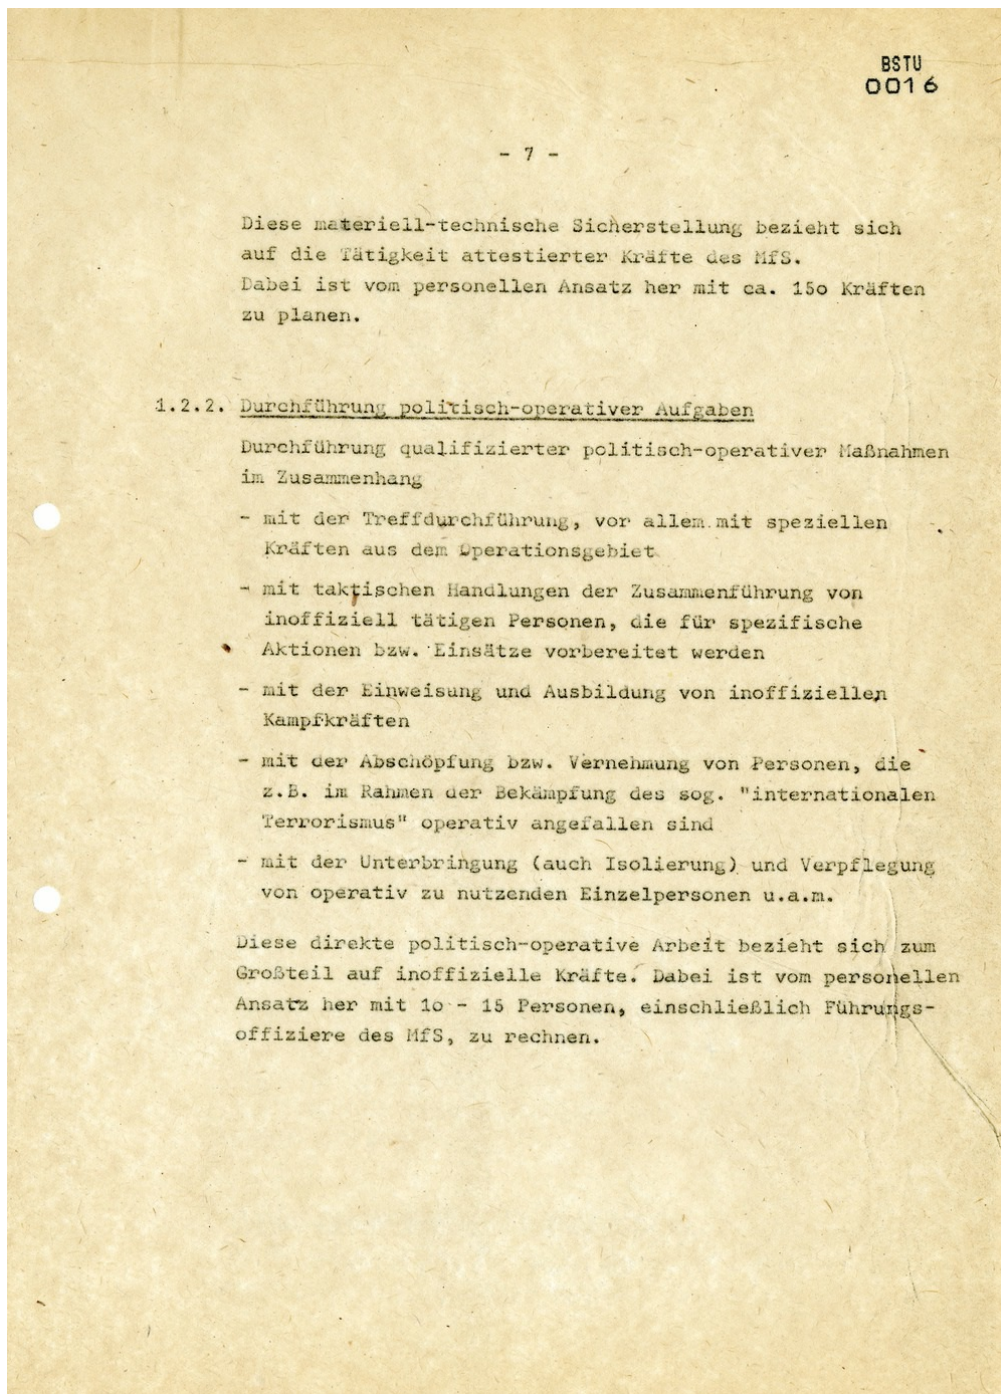 BSTU
0016
- 7 -
Diese materiell-technische Sicherstellung bezieht sich
auf die Tätigkeit attestierter Kräfte des MfS.
Dabei ist vom personellen Ansatz her mit ca. 15o Kräften
zu planen.
1.2.2. Durchführung politisch-operativer Aufgaben
Durchführung qualifizierter politisch-operativer Maßnahmen
im Zusammenhang
- mit der Treffdurchführung, vor allem mit speziellen
Kräften aus dem Operationsgebiet
- mit taktischen Handlungen der Zusammenführung von
inoffiziell tätigen Personen, die für spezifische
Aktionen bzw. Einsätze vorbereitet werden
- mit der Einweisung und Ausbildung von inoffiziellen
Kampfkräften
- mit der Abschöpfung bzw. Vernehmung von Personen, die
z.B. im Rahmen der Bekämpfung des sog. "internationalen
Terrorismus" operativ angefallen sind
- mit der Unterbringung (auch Isolierung) und Verpflegung
von operativ zu nutzenden Einzelpersonen u.a.m.
Diese direkte politisch-operative Arbeit bezieht sich zum
Großteil auf inoffizielle Kräfte. Dabei ist vom personellen
Ansatz her mit 1o - 15 Personen, einschließlich Führungs-
offiziere des MfS, zu rechnen.